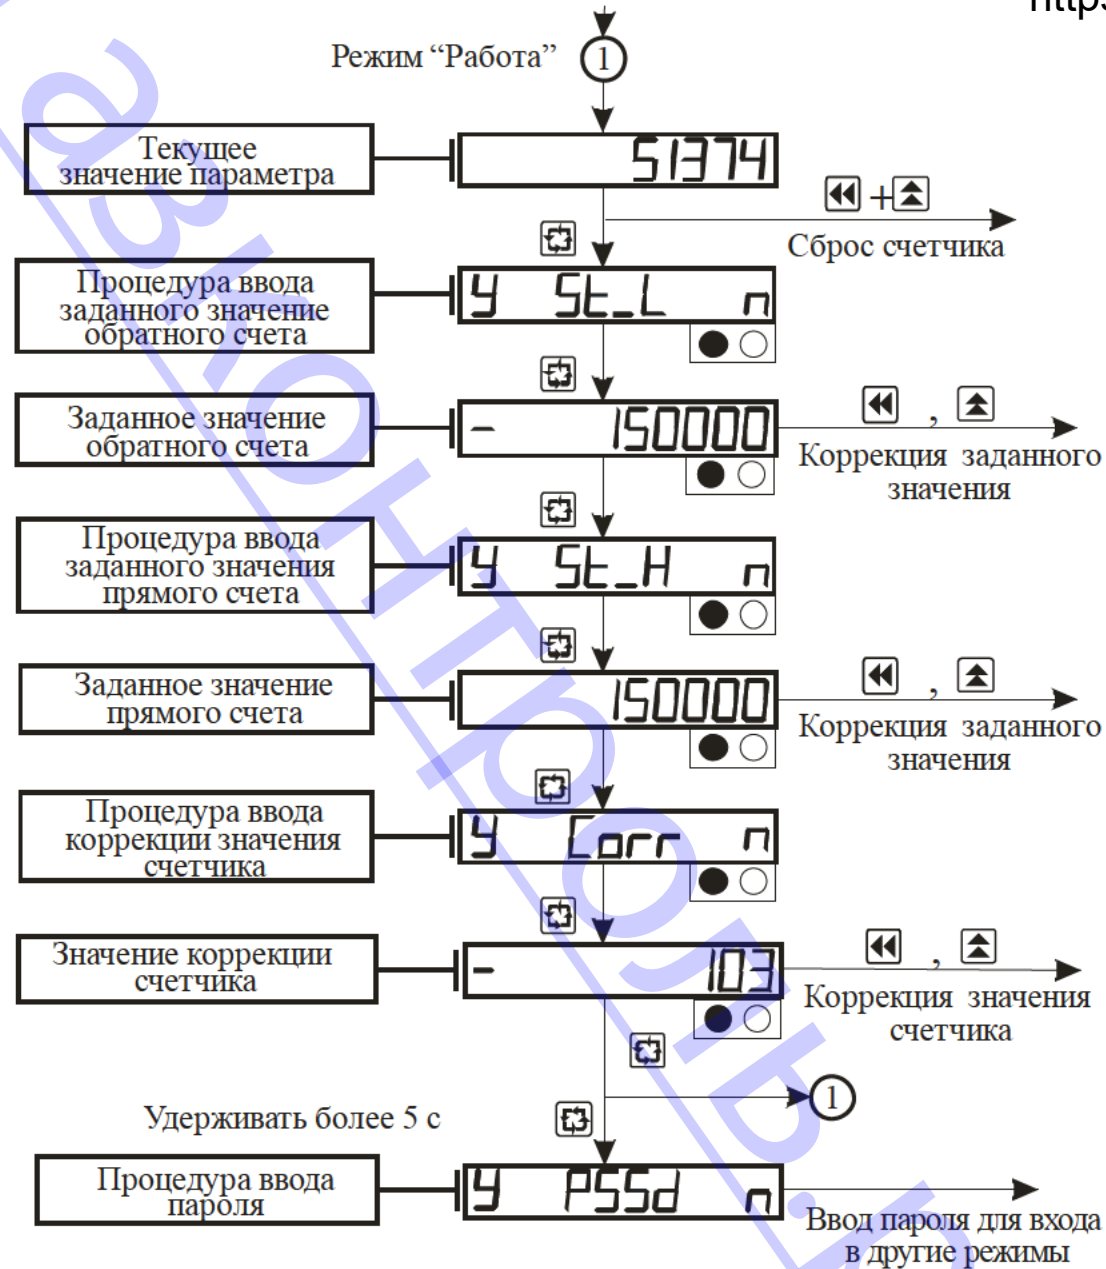 https
Режим “Работа” 1
Текущее
значение параметра
51374
+
Сброс счетчика
Процедура ввода
заданного значение
обратного счета
У St_L n
Заданное значение
обратного счета
- 150000
,
Коррекция заданного
значения
Процедура ввода
заданного значения
прямого счета
У St_H n
Заданное значение
прямого счета
150000
,
Коррекция заданного
значения
Процедура ввода
коррекции значения
счетчика
У Corr n
Значение коррекции
счетчика
- 103
,
Коррекция значения
счетчика
1
Удерживать более 5 с
Процедура ввода
пароля
У PSSd n
Ввод пароля для входа
в другие режимы
азконтроль.р